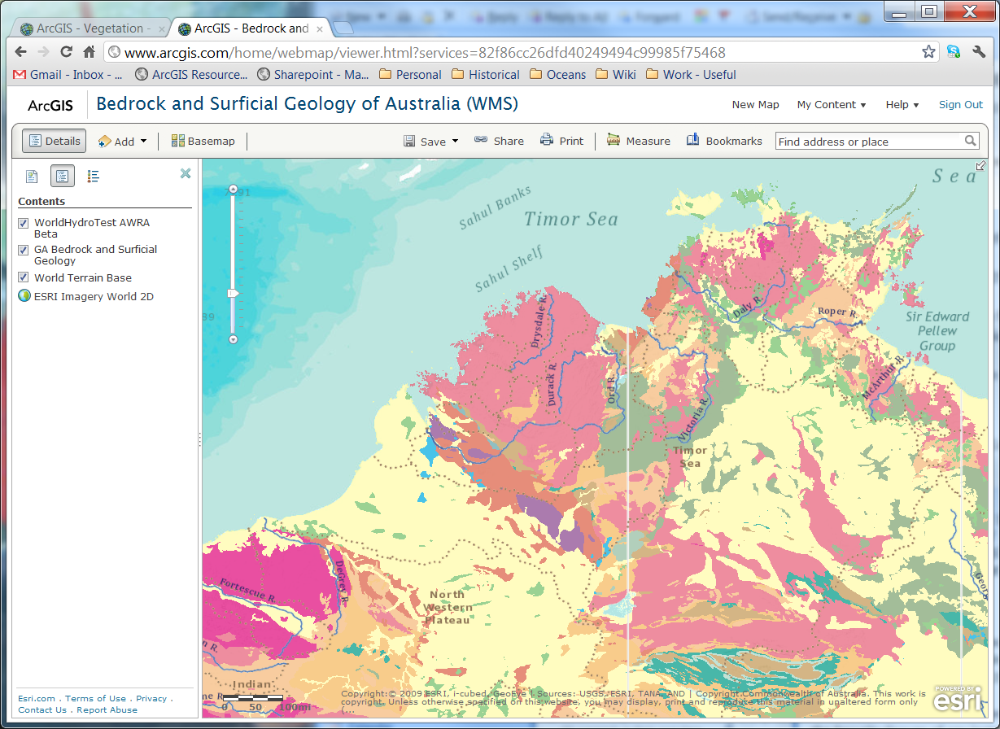 ArcGIS - Vegetation -
ArcGIS - Bedrock and
www.arcgis.com/home/webmap/viewer.html?services=82f86cc26dfd40249494c99985f75468
Gmail - Inbox - ...
ArcGIS Resource...
Sharepoint - Ma...
Personal
Historical
Oceans
Wiki
Work - Useful
ArcGIS
Bedrock and Surficial Geology of Australia (WMS)
New Map
My Content
Help
Sign Out
Details
Add
Basemap
Save
Share
Print
Measure
Bookmarks
Find address or place
Contents
WorldHydroTest AWRA
Beta
GA Bedrock and Surficial
Geology
World Terrain Base
ESRI Imagery World 2D
Sea
Sahul Banks
Timor Sea
Sahul Shelf
Drysdale R.
Durack R.
Ord R.
Victoria R.
Daly R.
Roper R.
McArthur R.
Sir Edward
Pellew
Group
Timor
Sea
DeGrey R.
Fortescue R.
North
Western
Plateau
Indian
0 50 100mi
Copyright:© 2009 ESRI, i-cubed, GeoEye | Sources: USGS, ESRI, TANA, AND | Copyright Commonwealth of Australia. This work is
copyright. Unless otherwise specified on this website, you may display, print and reproduce this material in unaltered form only
(...
POWERED BY
esri
Esri.com . Terms of Use . Privacy .
Contact Us . Report Abuse